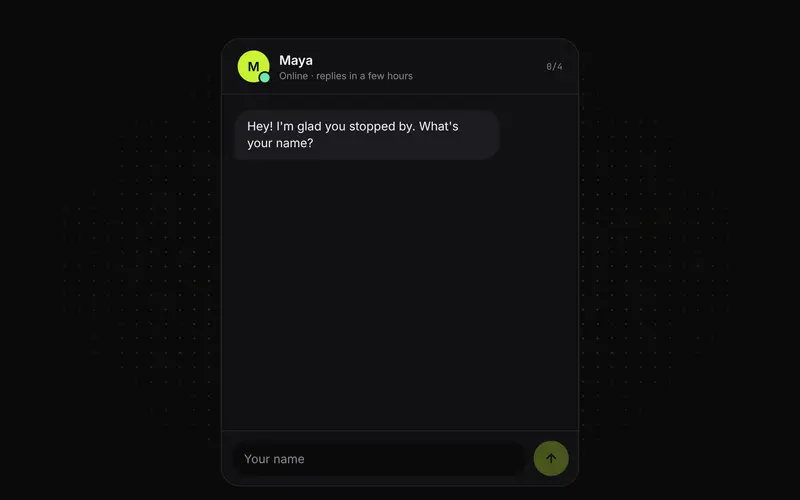 M
Maya
Online · replies in a few hours
0/4
Hey! I'm glad you stopped by. What's
your name?
Your name